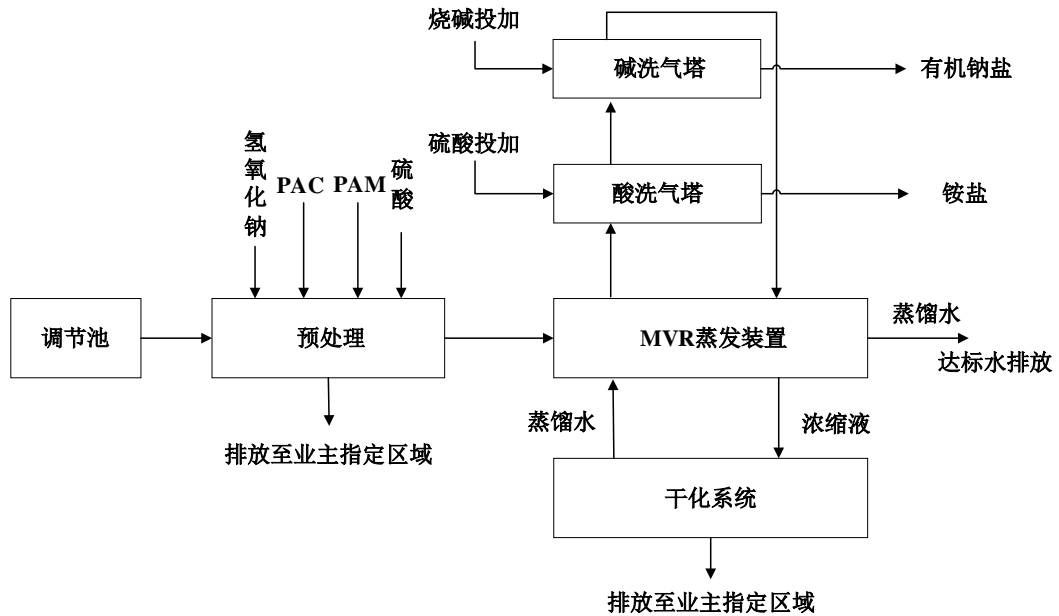 烧碱投加
碱洗气塔
有机钠盐
硫酸投加
酸洗气塔
铵盐
氢氧化钠
PAC
PAM
硫酸
调节池
预处理
MVR蒸发装置
蒸馏水
达标水排放
排放至业主指定区域
蒸馏水
浓缩液
干化系统
排放至业主指定区域